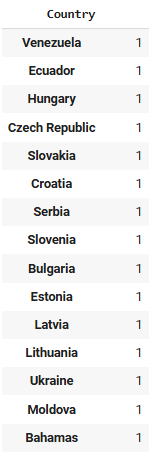 Country
Venezuela 1
Ecuador 1
Hungary 1
Czech Republic 1
Slovakia 1
Croatia 1
Serbia 1
Slovenia 1
Bulgaria 1
Estonia 1
Latvia 1
Lithuania 1
Ukraine 1
Moldova 1
Bahamas 1